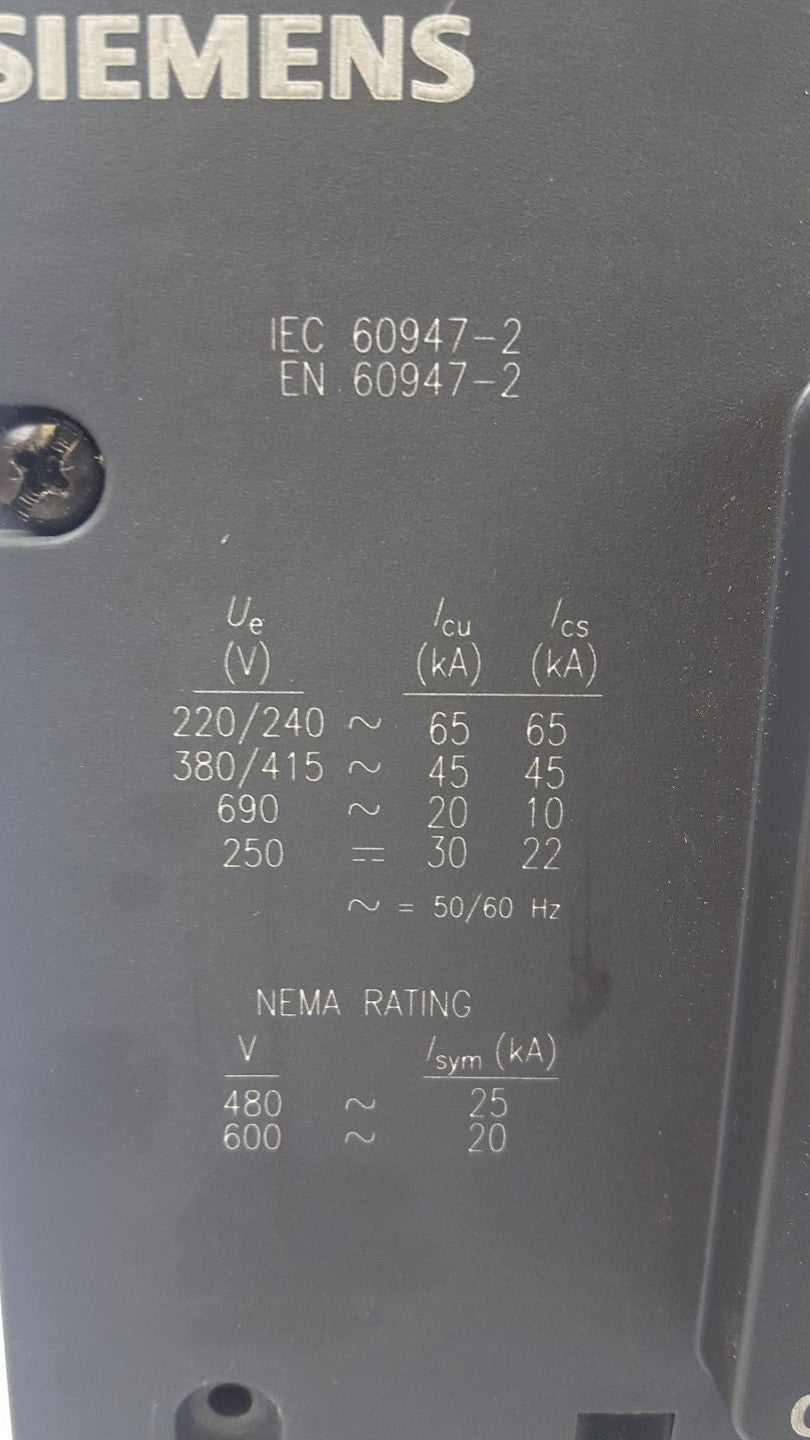 SIEMENS
IEC 60947-2
EN 60947-2
Ue Icu Ics
(V) (kA) (kA)
220/240 ~ 65 65
380/415 ~ 45 45
690 ~ 20 10
250 ⎓ 30 22
~ = 50/60 Hz
NEMA RATING
V Isym (kA)
480 ~ 25
600 ~ 20